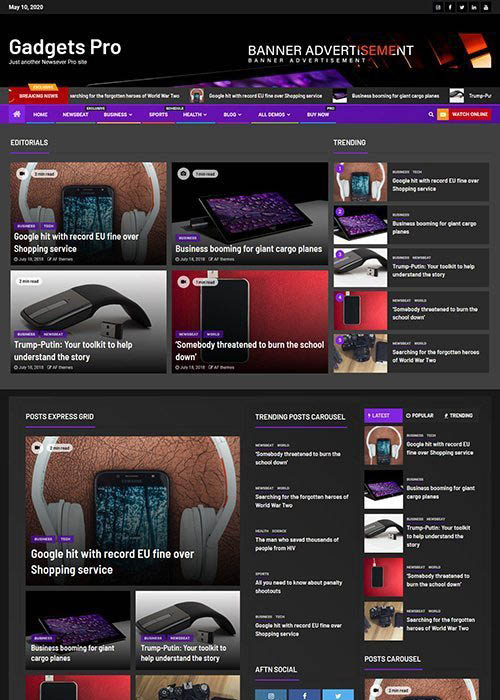 May 10, 2020
Gadgets Pro
Just another Newsever Pro site
BANNER ADVERTISEMENT
BANNER ADVERTISEMENT
EXCLUSIVE
BREAKING NEWS
earching for the forgotten heroes of World War Two
Google hit with record EU fine over Shopping service
Business booming for giant cargo planes
Trump-Pu
EXCLUSIVE
SCHEDULE
PRO
HOME
NEWSBEAT
BUSINESS
SPORTS
HEALTH
BLOG
ALL DEMOS
BUY NOW
WATCH ONLINE
EDITORIALS
2 min read
BUSINESS
TECH
Google hit with record EU fine over
Shopping service
July 18, 2018
AF themes
1 min read
BUSINESS
Business booming for giant cargo planes
July 18, 2018
AF themes
2 min read
BUSINESS
NEWSBEAT
Trump-Putin: Your toolkit to help
understand the story
July 18, 2018
AF themes
1 min read
NEWSBEAT
WORLD
'Somebody threatened to burn the school
down'
July 18, 2018
AF themes
TRENDING
1
BUSINESS
TECH
Google hit with record EU fine over
Shopping service
2
BUSINESS
Business booming for giant cargo
planes
3
BUSINESS
NEWSBEAT
Trump-Putin: Your toolkit to help
understand the story
4
NEWSBEAT
WORLD
'Somebody threatened to burn the
school down'
5
NEWSBEAT
WORLD
Searching for the forgotten heroes
of World War Two
POSTS EXPRESS GRID
2 min read
BUSINESS
TECH
Google hit with record EU fine over
Shopping service
BUSINESS
Business booming for giant
cargo planes
BUSINESS
NEWSBEAT
Trump-Putin: Your toolkit to
help understand the story
TRENDING POSTS CAROUSEL
NEWSBEAT
WORLD
'Somebody threatened to burn the
school down'
NEWSBEAT
WORLD
Searching for the forgotten heroes of
World War Two
HEALTH
SCIENCE
The man who saved thousands of
people from HIV
SPORTS
All you need to know about penalty
shootouts
BUSINESS
TECH
Google hit with record EU fine over
Shopping service
AFTN SOCIAL
LATEST
POPULAR
TRENDING
BUSINESS
TECH
Google hit with record
EU fine over Shopping
service
BUSINESS
Business booming for giant
cargo planes
BUSINESS
NEWSBEAT
Trump-Putin: Your toolkit
to help understand the
story
NEWSBEAT
WORLD
'Somebody threatened to
burn the school down'
NEWSBEAT
WORLD
Searching for the forgotten
heroes of World War Two
POSTS CAROUSEL